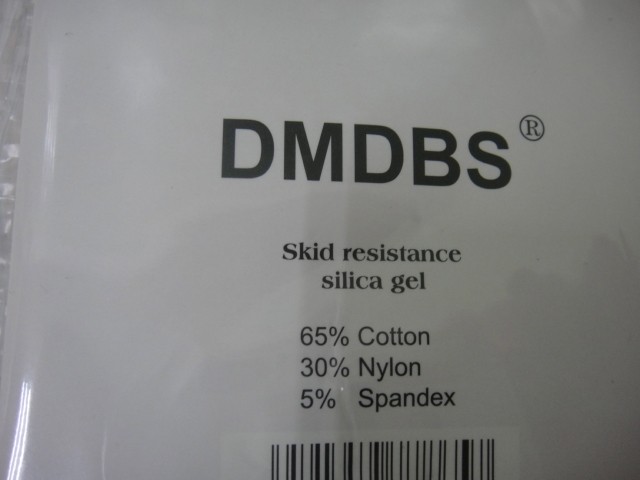 DMDBS®
Skid resistance
silica gel
65% Cotton
30% Nylon
5% Spandex